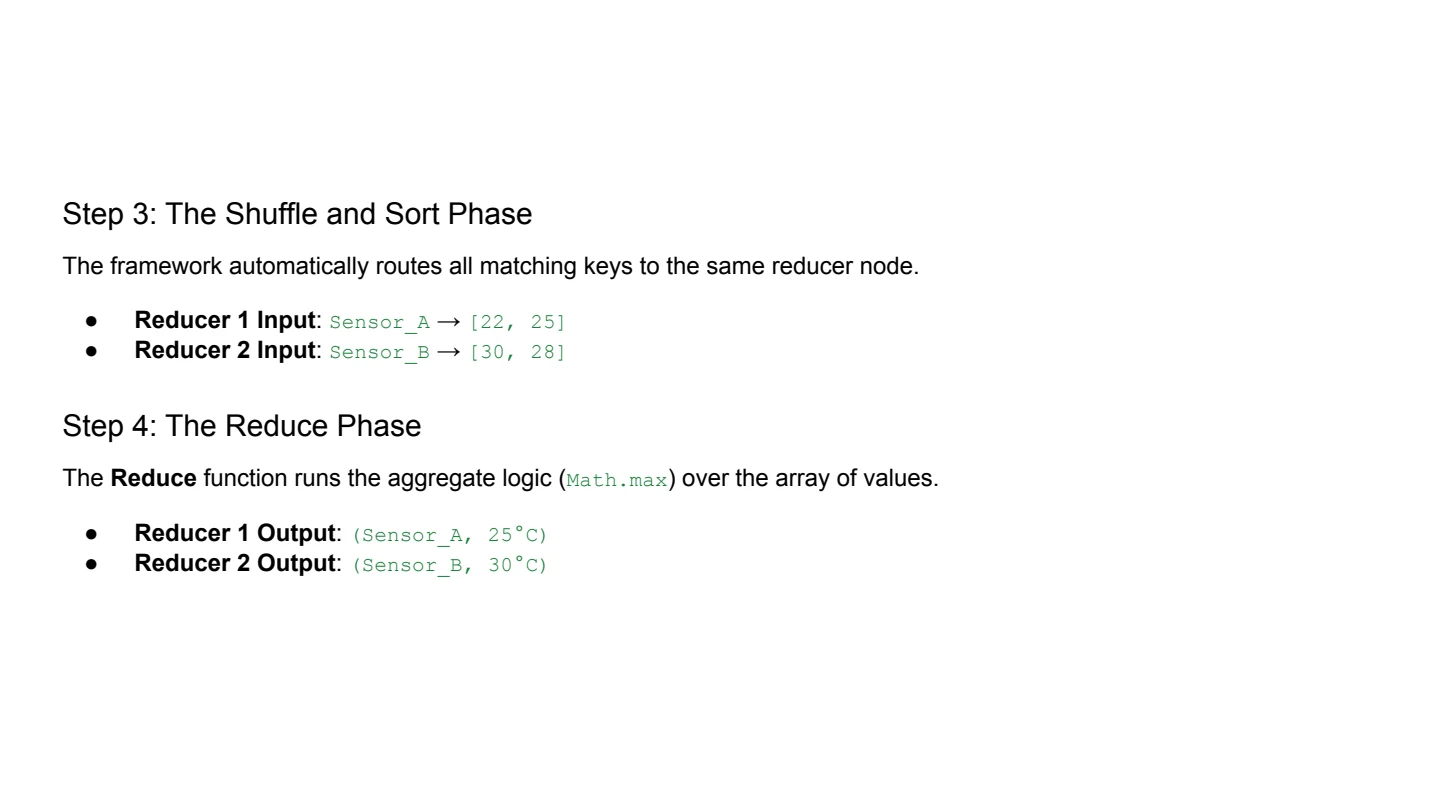 Step 3: The Shuffle and Sort Phase
The framework automatically routes all matching keys to the same reducer node.
● Reducer 1 Input: Sensor_A → [22, 25]
● Reducer 2 Input: Sensor_B → [30, 28]
Step 4: The Reduce Phase
The Reduce function runs the aggregate logic (Math.max) over the array of values.
● Reducer 1 Output: (Sensor_A, 25°C)
● Reducer 2 Output: (Sensor_B, 30°C)